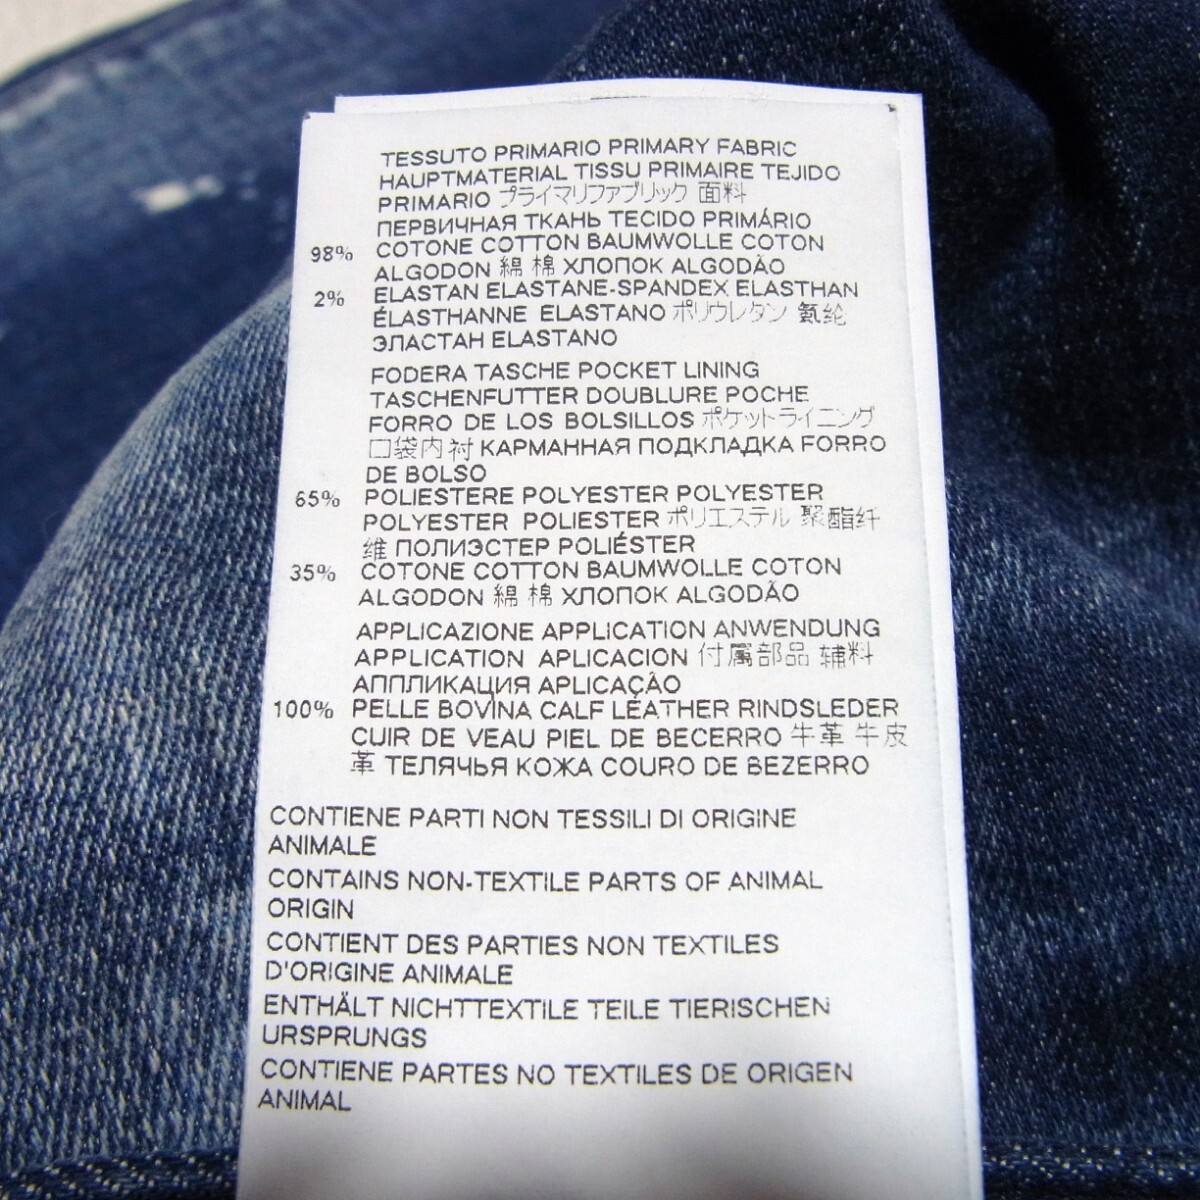 TESSUTO PRIMARIO PRIMARY FABRIC
HAUPTMATERIAL TISSU PRIMAIRE TEJIDO
PRIMARIO プライマリファブリック 面料
ПЕРВИЧНАЯ ТКАНЬ TECIDO PRIMÁRIO
98% COTONE COTTON BAUMWOLLE COTON
ALGODON 綿 棉 ХЛОПОК ALGODÃO
2% ELASTAN ELASTANE-SPANDEX ELASTHAN
ÉLASTHANNE ELASTANO ポリウレタン 氨纶
ЭЛАСТАН ELASTANO
FODERA TASCHE POCKET LINING
TASCHENFUTTER DOUBLURE POCHE
FORRO DE LOS BOLSILLOS ポケットライニング
口袋内衬 КАРМАННАЯ ПОДКЛАДКА FORRO
DE BOLSO
65% POLIESTERE POLYESTER POLYESTER
POLYESTER POLIESTER ポリエステル 聚酯纤
维 ПОЛИЭСТЕР POLIÉSTER
35% COTONE COTTON BAUMWOLLE COTON
ALGODON 綿 棉 ХЛОПОК ALGODÃO
APPLICAZIONE APPLICATION ANWENDUNG
APPLICATION APLICACION 付属部品 辅料
АППЛИКАЦИЯ APLICAÇÃO
100% PELLE BOVINA CALF LEATHER RINDSLEDER
CUIR DE VEAU PIEL DE BECERRO 牛革 牛皮
革 ТЕЛЯЧЬЯ КОЖА COURO DE BEZERRO
CONTIENE PARTI NON TESSILI DI ORIGINE
ANIMALE
CONTAINS NON-TEXTILE PARTS OF ANIMAL
ORIGIN
CONTIENT DES PARTIES NON TEXTILES
D'ORIGINE ANIMALE
ENTHÄLT NICHTTEXTILE TEILE TIERISCHEN
URSPRUNGS
CONTIENE PARTES NO TEXTILES DE ORIGEN
ANIMAL